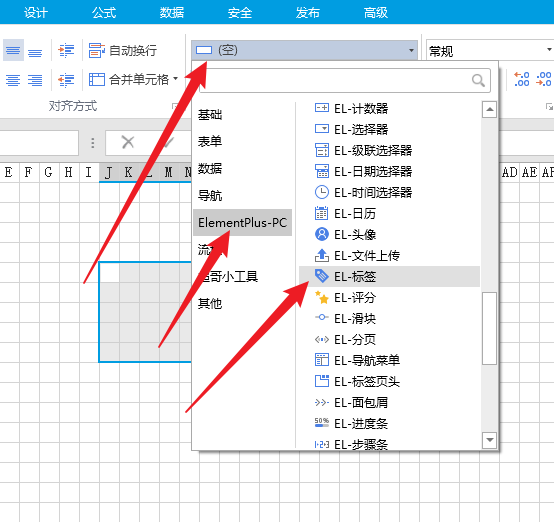 设计 公式 数据 安全 发布 高级
自动换行 (空) 常规
合并单元格
对齐方式
基础
表单
数据
导航
ElementPlus-PC
哥小工具
其他
EL-计数器
EL-选择器
EL-级联选择器
EL-日期选择器
EL-时间选择器
EL-日历
EL-头像
EL-文件上传
EL-标签
EL-评分
EL-滑块
EL-分页
EL-导航菜单
EL-标签页头
EL-面包屑
EL-进度条
EL-步骤条
E F G H I J K L M N AD AE AF